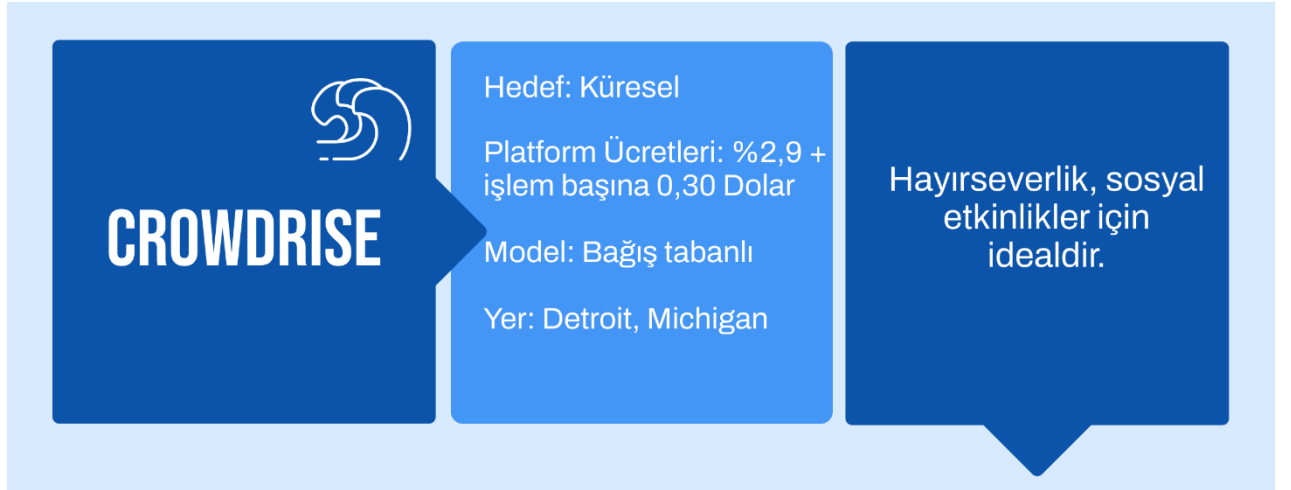 CROWDRISE
Hedef: Küresel
Platform Ücretleri: %2,9 +
işlem başına 0,30 Dolar
Model: Bağış tabanlı
Yer: Detroit, Michigan
Hayırseverlik, sosyal
etkinlikler için
idealdir.